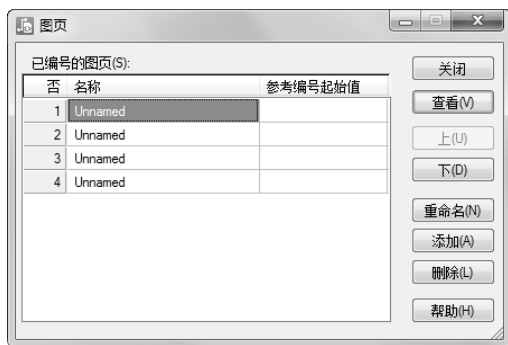 图页
已编号的图页(S):
否 名称 参考编号起始值
1 Unnamed
2 Unnamed
3 Unnamed
4 Unnamed
关闭
查看(V)
上(U)
下(D)
重命名(N)
添加(A)
删除(L)
帮助(H)